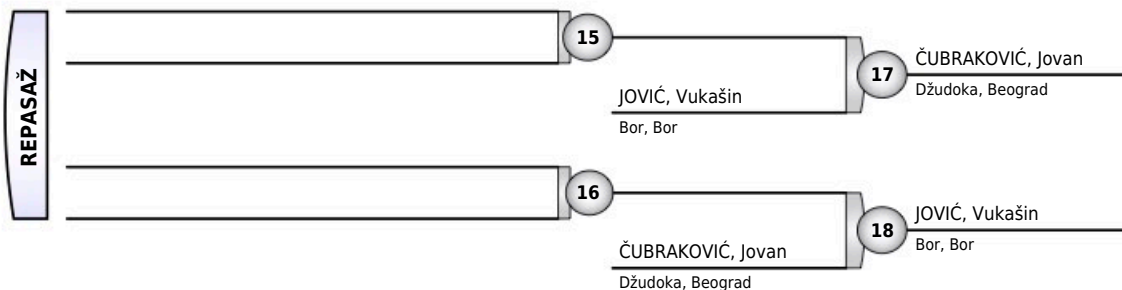 REPASAŽ
15
JOVIĆ, Vukašin
Bor, Bor
17
ČUBRAKOVIĆ, Jovan
Džudoka, Beograd
16
ČUBRAKOVIĆ, Jovan
Džudoka, Beograd
18
JOVIĆ, Vukašin
Bor, Bor